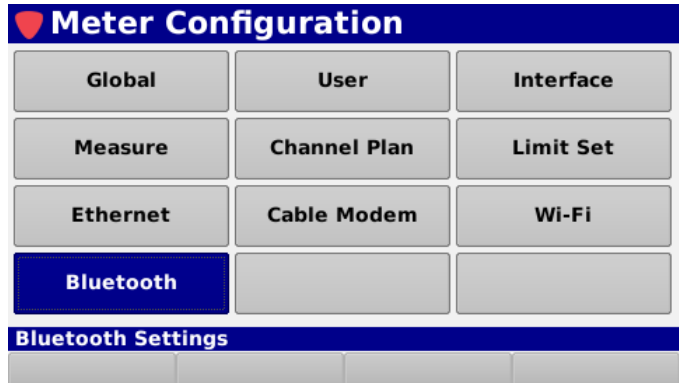 Meter Configuration
Global User Interface
Measure Channel Plan Limit Set
Ethernet Cable Modem Wi-Fi
Bluetooth
Bluetooth Settings